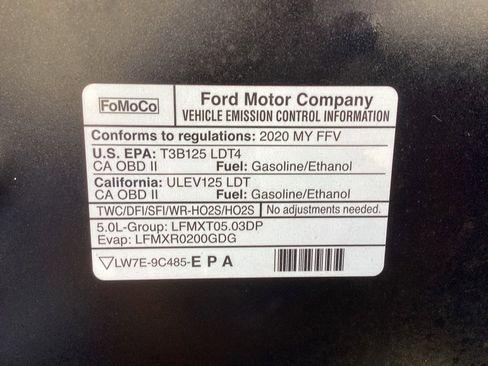 FoMoCo
Ford Motor Company
VEHICLE EMISSION CONTROL INFORMATION
Conforms to regulations: 2020 MY FFV
U.S. EPA: T3B125 LDT4
CA OBD II Fuel: Gasoline/Ethanol
California: ULEV125 LDT
CA OBD II Fuel: Gasoline/Ethanol
TWC/DFI/SFI/WR-HO2S/HO2S No adjustments needed.
5.0L-Group: LFMXT05.03DP
Evap: LFMXR0200GDG
LW7E-9C485-E P A